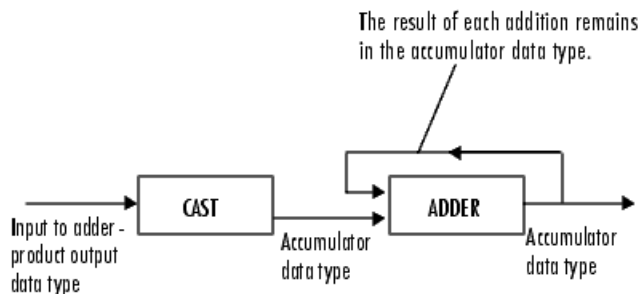 The result of each addition remains
in the accumulator data type.
CAST
ADDER
Input to adder -
product output
data type
Accumulator
data type
Accumulator
data type